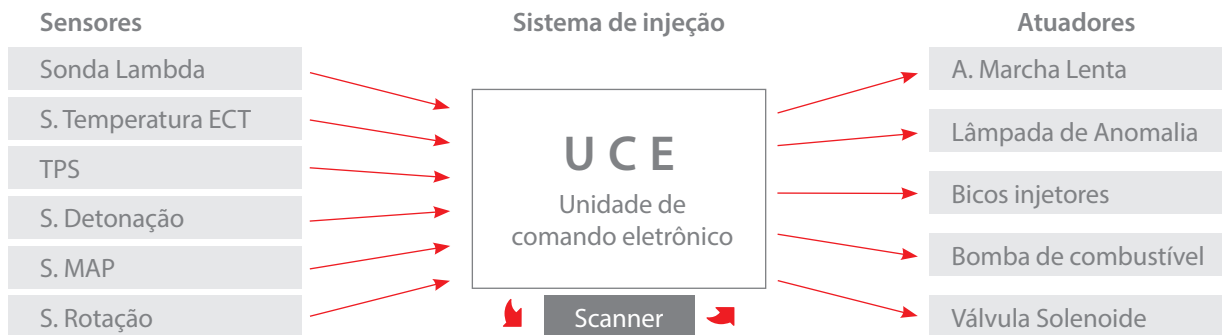 Sensores
Sonda Lambda
S. Temperatura ECT
TPS
S. Detonação
S. MAP
S. Rotação
Sistema de injeção
U C E
Unidade de
comando eletrônico
Scanner
Atuadores
A. Marcha Lenta
Lâmpada de Anomalia
Bicos injetores
Bomba de combustível
Válvula Solenoide